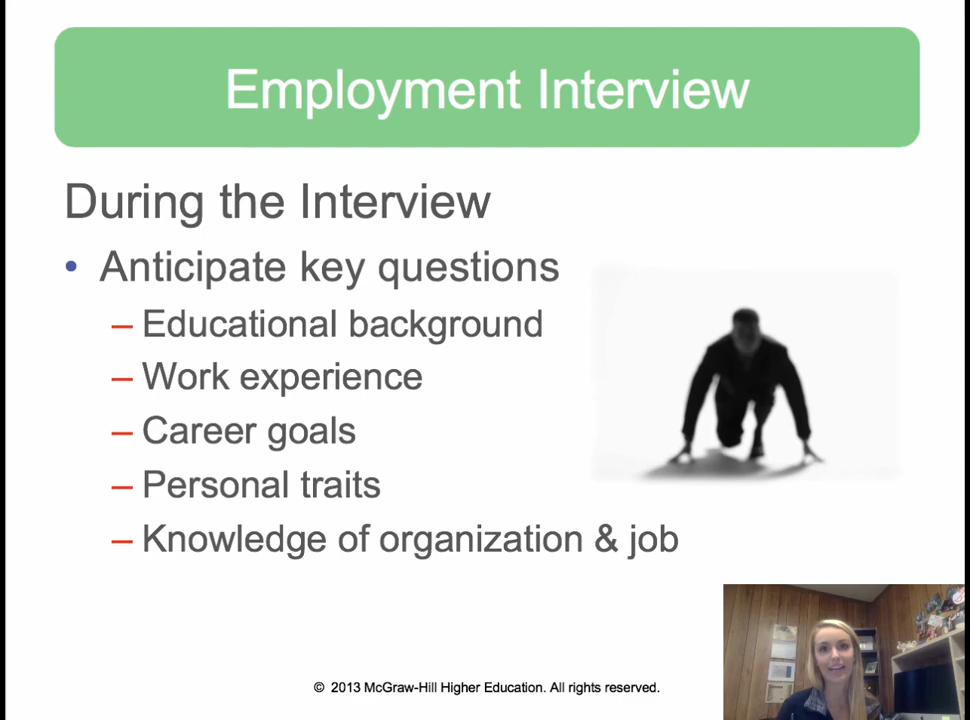 Employment Interview
During the Interview
• Anticipate key questions
– Educational background
– Work experience
– Career goals
– Personal traits
– Knowledge of organization & job
© 2013 McGraw-Hill Higher Education. All rights reserved.